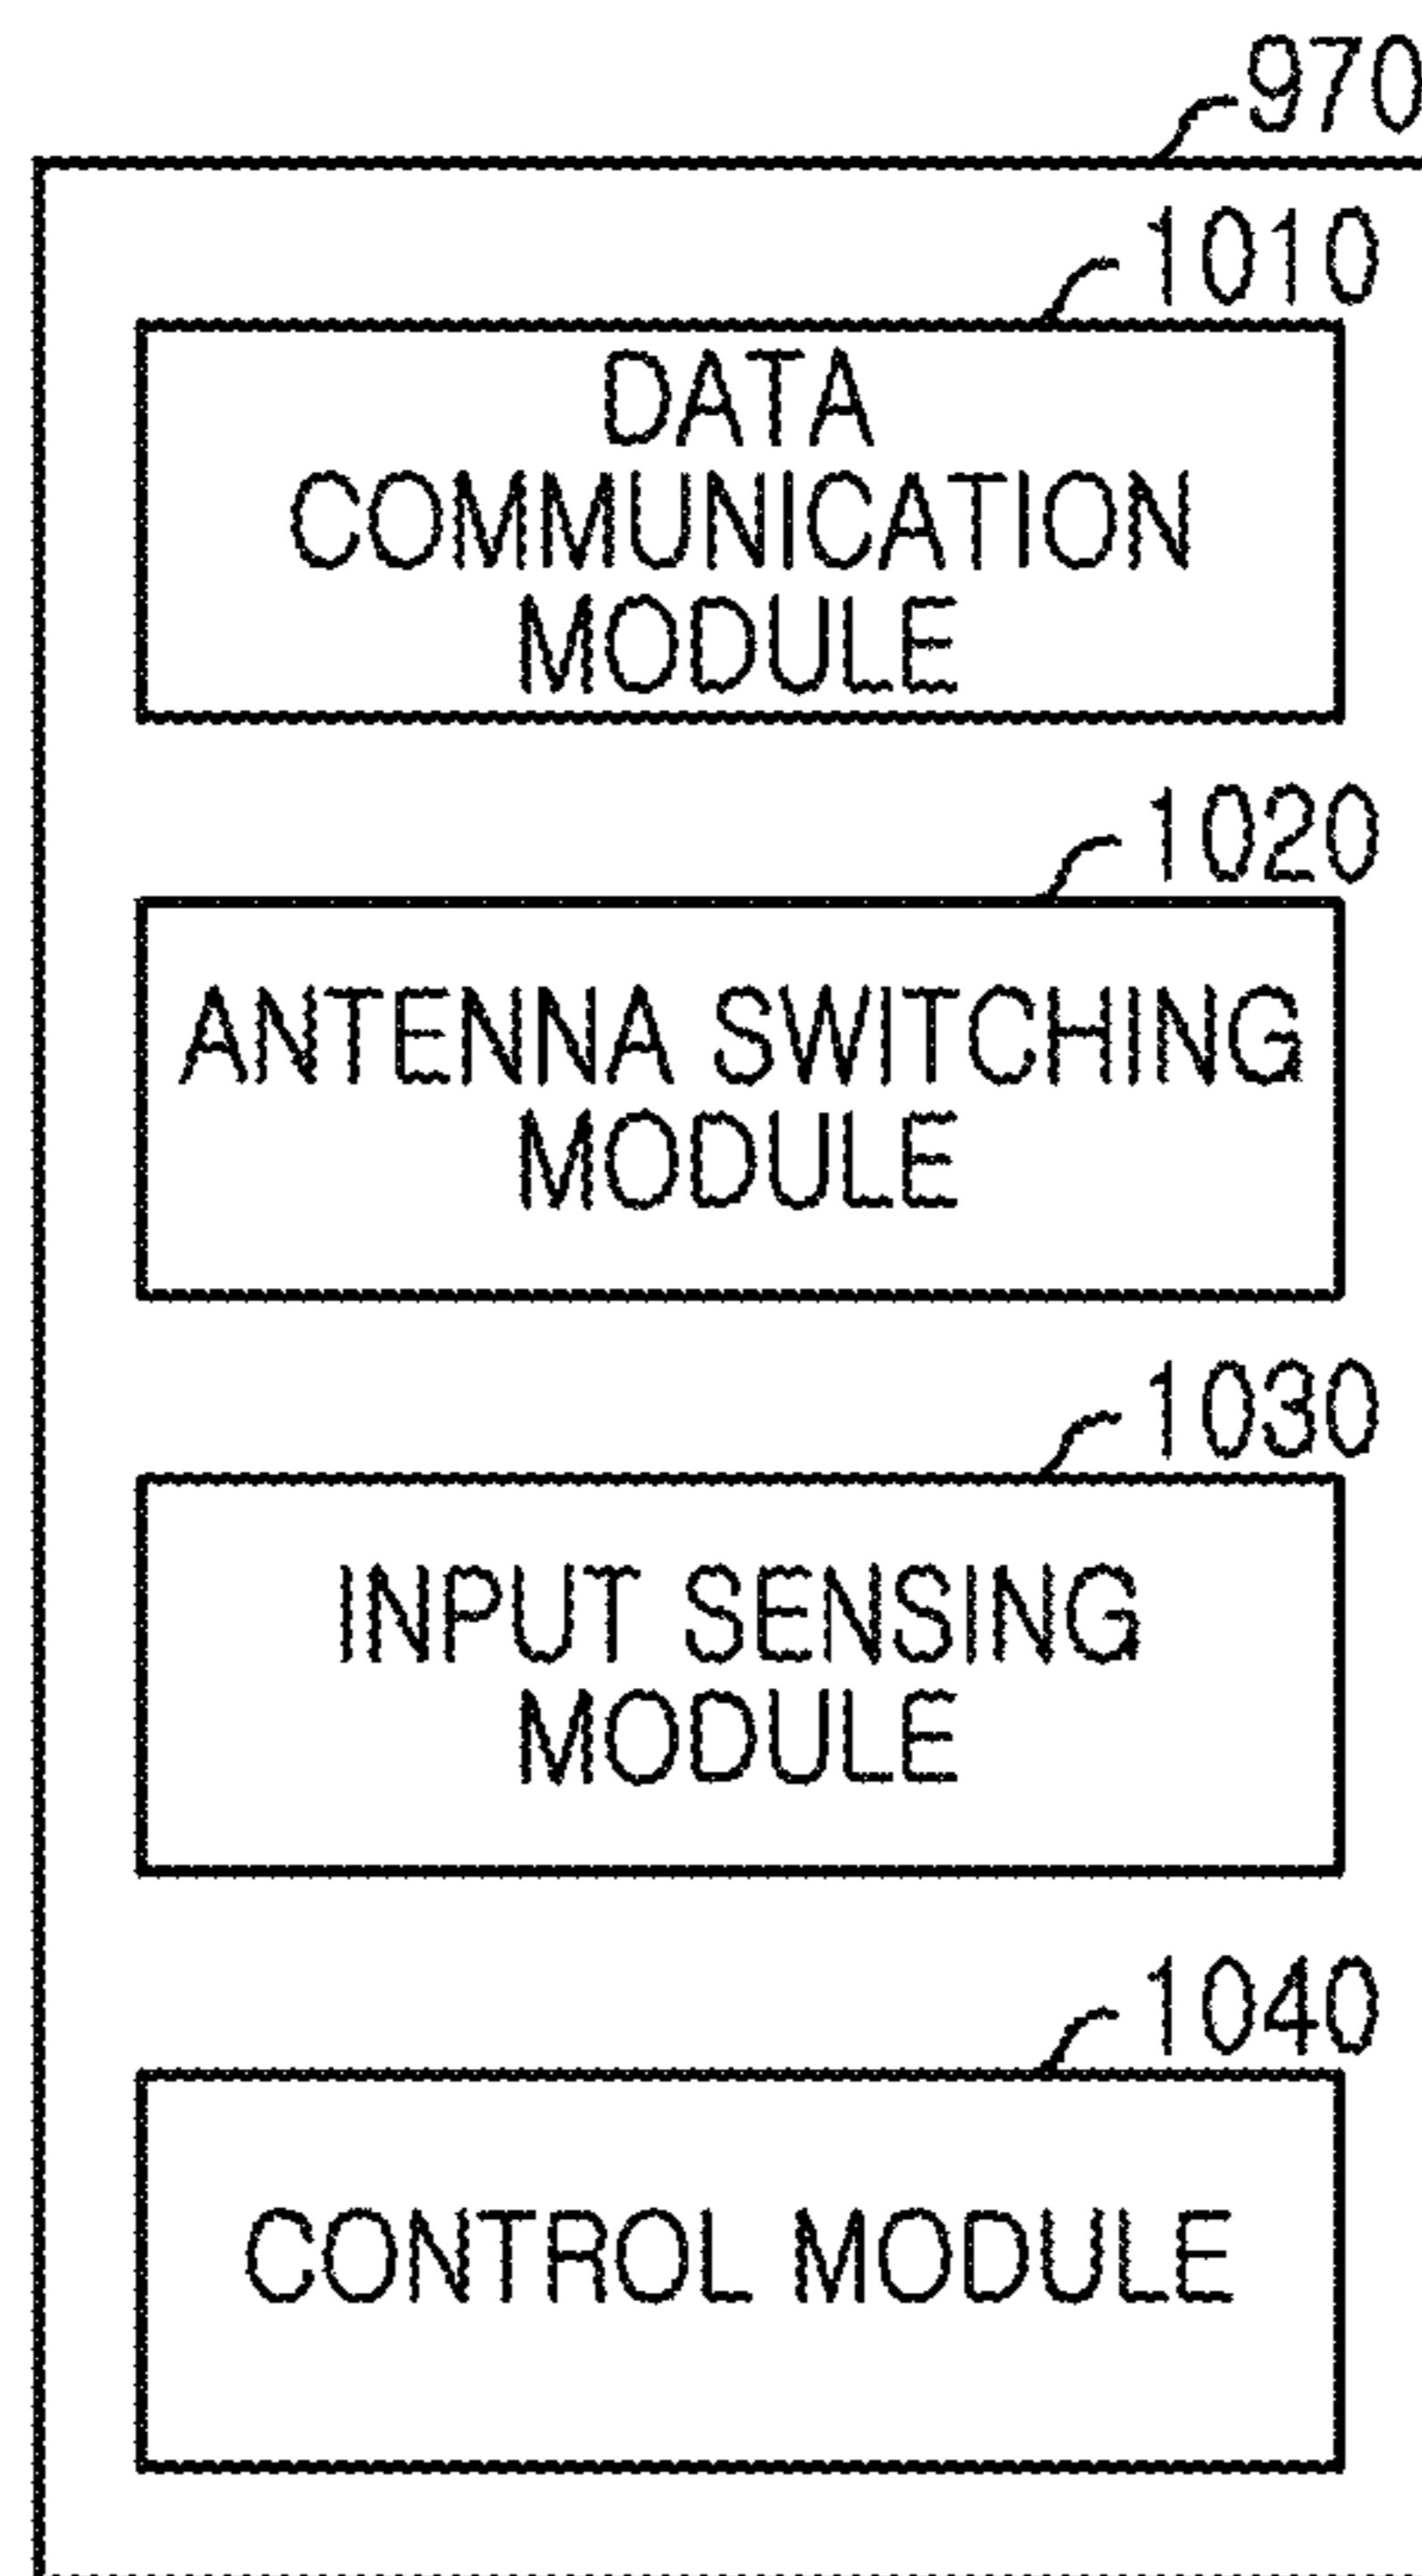 970
1010
DATA
COMMUNICATION
MODULE
1020
ANTENNA SWITCHING
MODULE
1030
INPUT SENSING
MODULE
1040
CONTROL MODULE